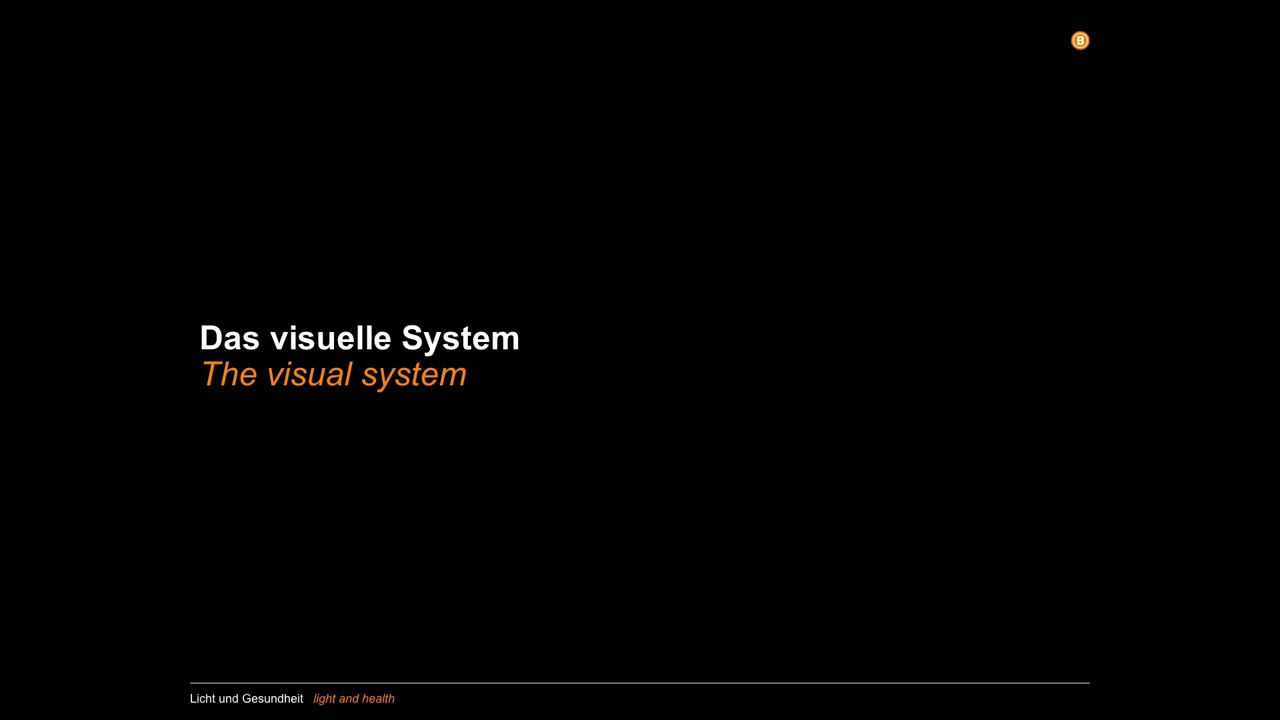 B
Das visuelle System
The visual system
Licht und Gesundheit light and health